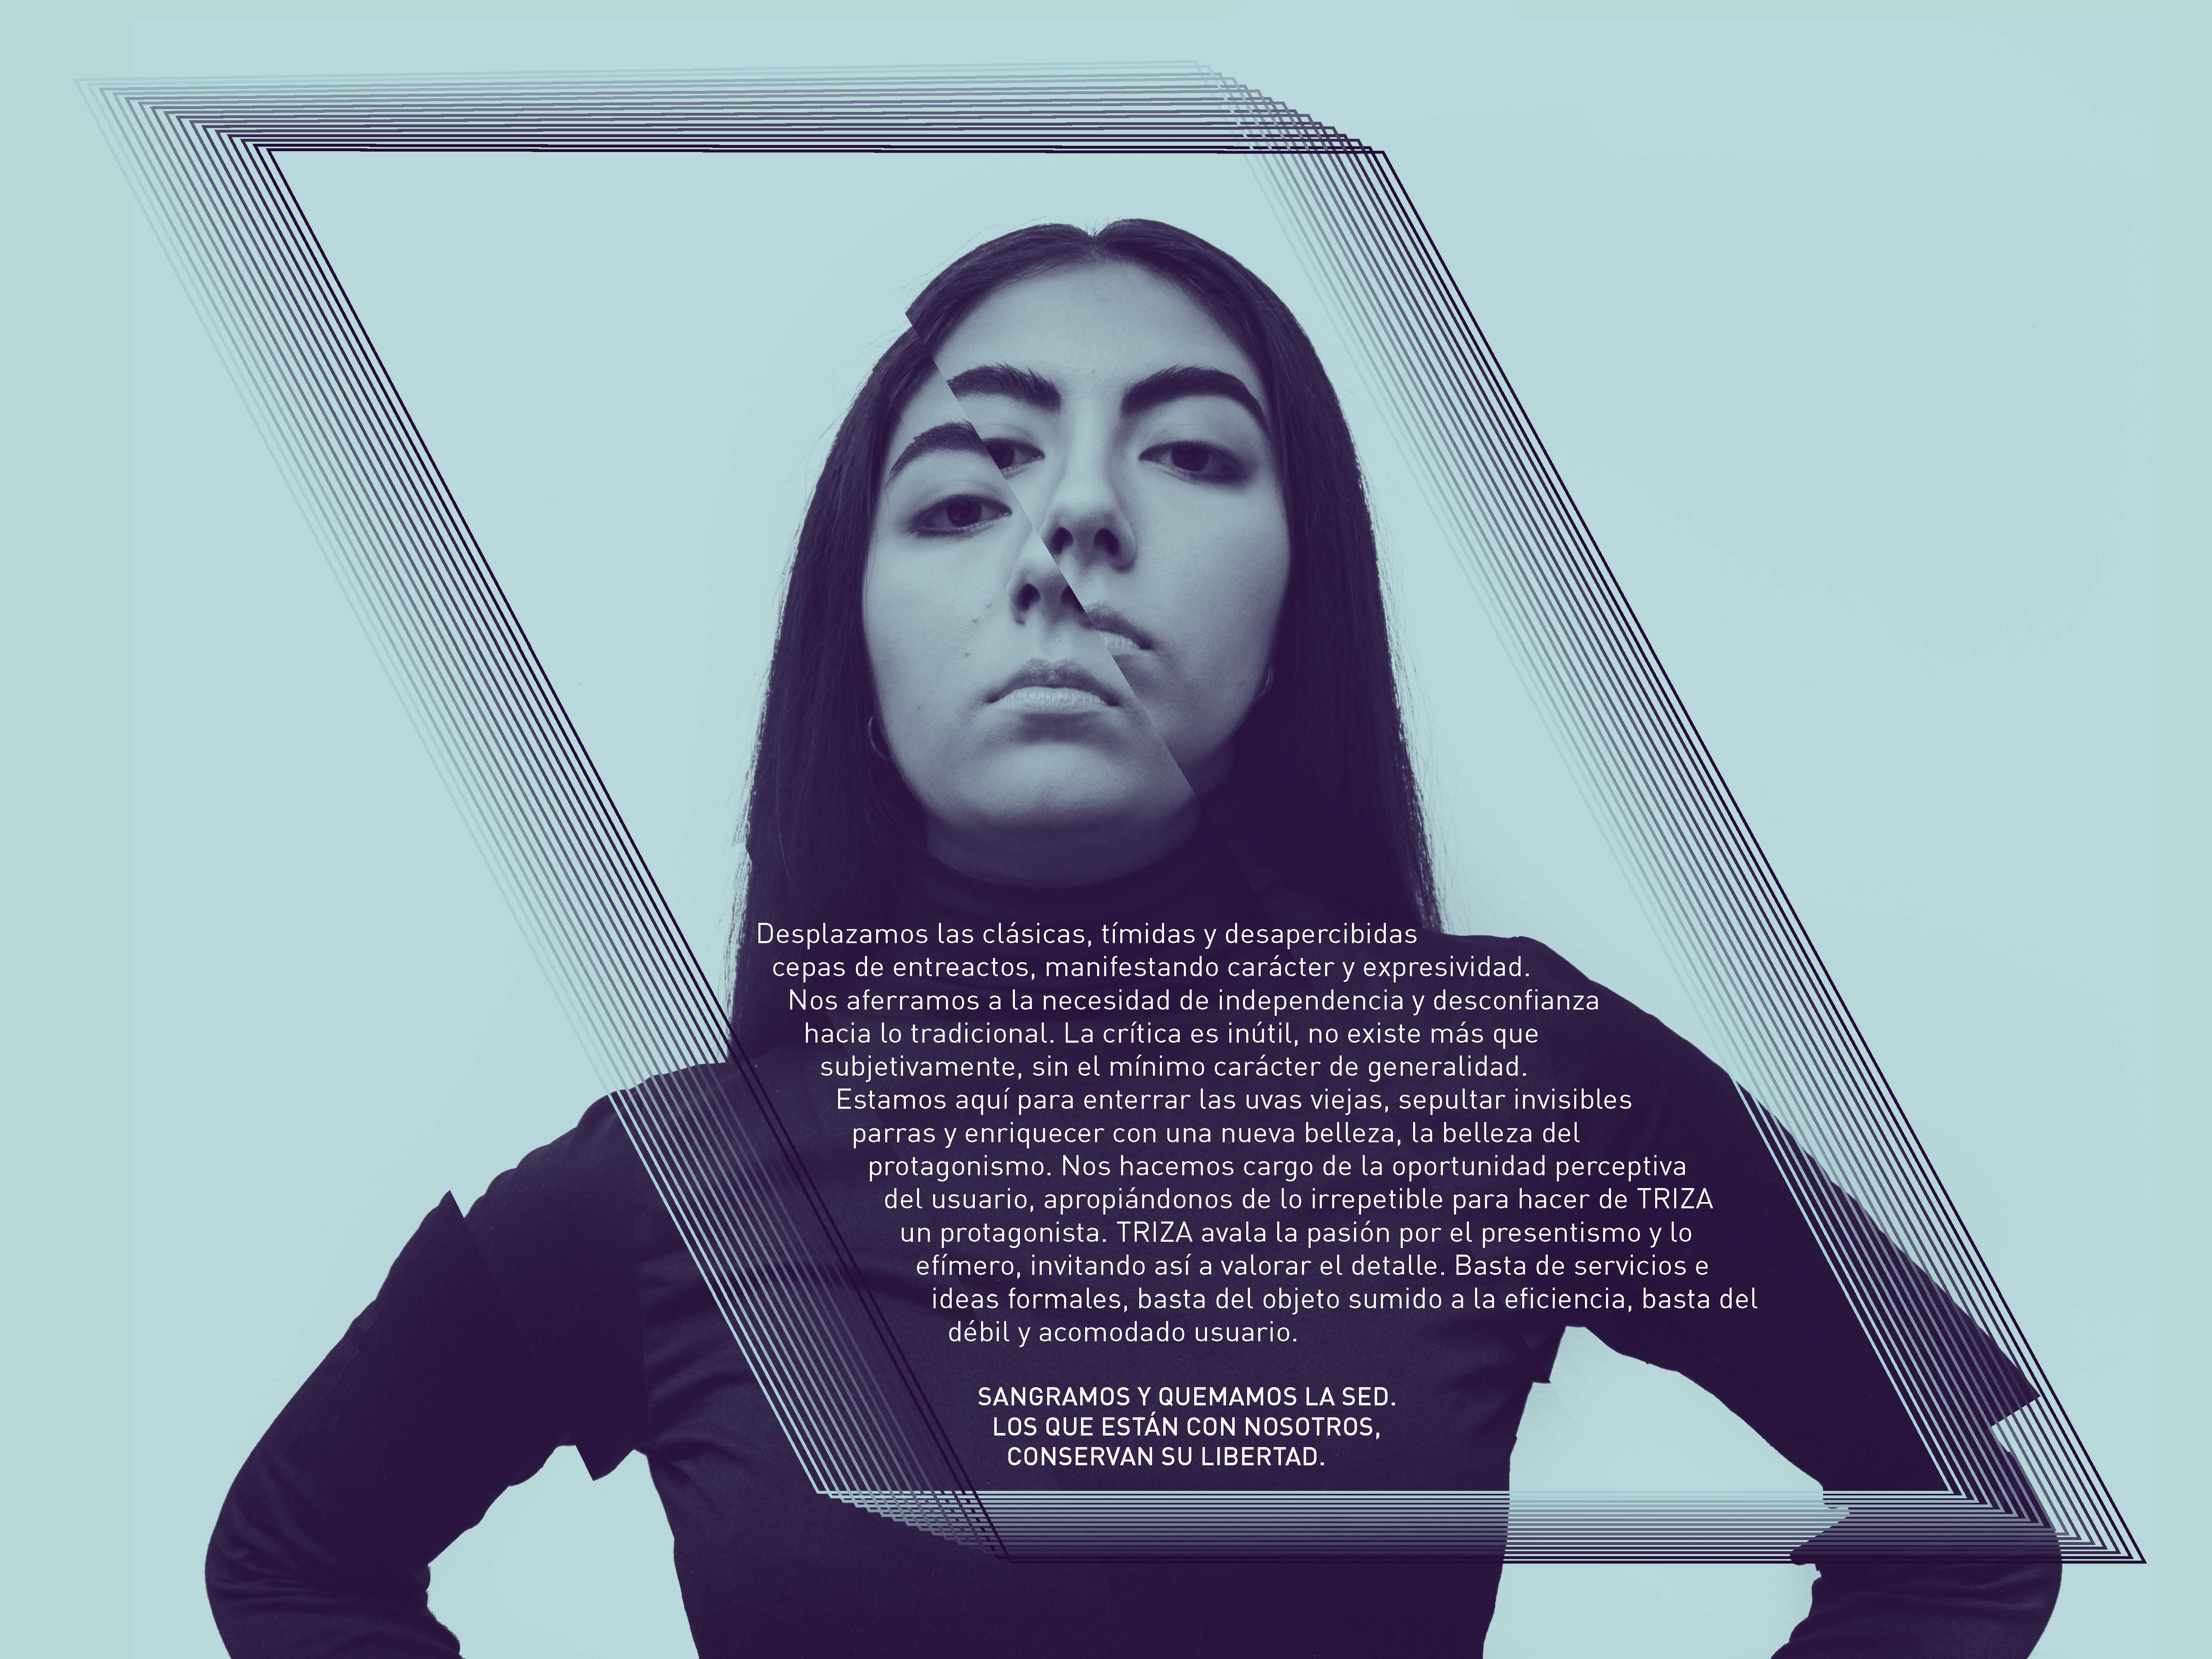 Desplazamos las clásicas, tímidas y desapercibidas
cepas de entreactos, manifestando carácter y expresividad.
Nos aferramos a la necesidad de independencia y desconfianza
hacia lo tradicional. La crítica es inútil, no existe más que
subjetivamente, sin el mínimo carácter de generalidad.
Estamos aquí para enterrar las uvas viejas, sepultar invisibles
parras y enriquecer con una nueva belleza, la belleza del
protagonismo. Nos hacemos cargo de la oportunidad perceptiva
del usuario, apropiándonos de lo irrepetible para hacer de TRIZA
un protagonista. TRIZA avala la pasión por el presentismo y lo
efímero, invitando así a valorar el detalle. Basta de servicios e
ideas formales, basta del objeto sumido a la eficiencia, basta del
débil y acomodado usuario.
SANGRAMOS Y QUEMAMOS LA SED.
LOS QUE ESTÁN CON NOSOTROS,
CONSERVAN SU LIBERTAD.